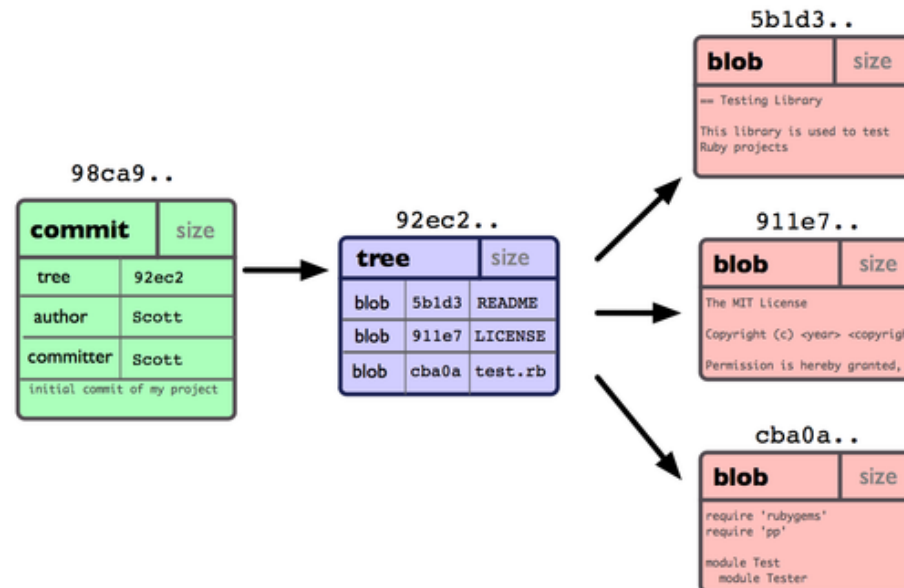 98ca9..
commit size
tree 92ec2
author Scott
committer Scott
initial commit of my project
92ec2..
tree size
blob 5b1d3 README
blob 911e7 LICENSE
blob cba0a test.rb
5b1d3..
blob size
== Testing Library
This library is used to test
Ruby projects
911e7..
blob size
The MIT License
Copyright (c) <year> <copyrigh
Permission is hereby granted,
cba0a..
blob size
require 'rubygems'
require 'pp'
module Test
module Tester